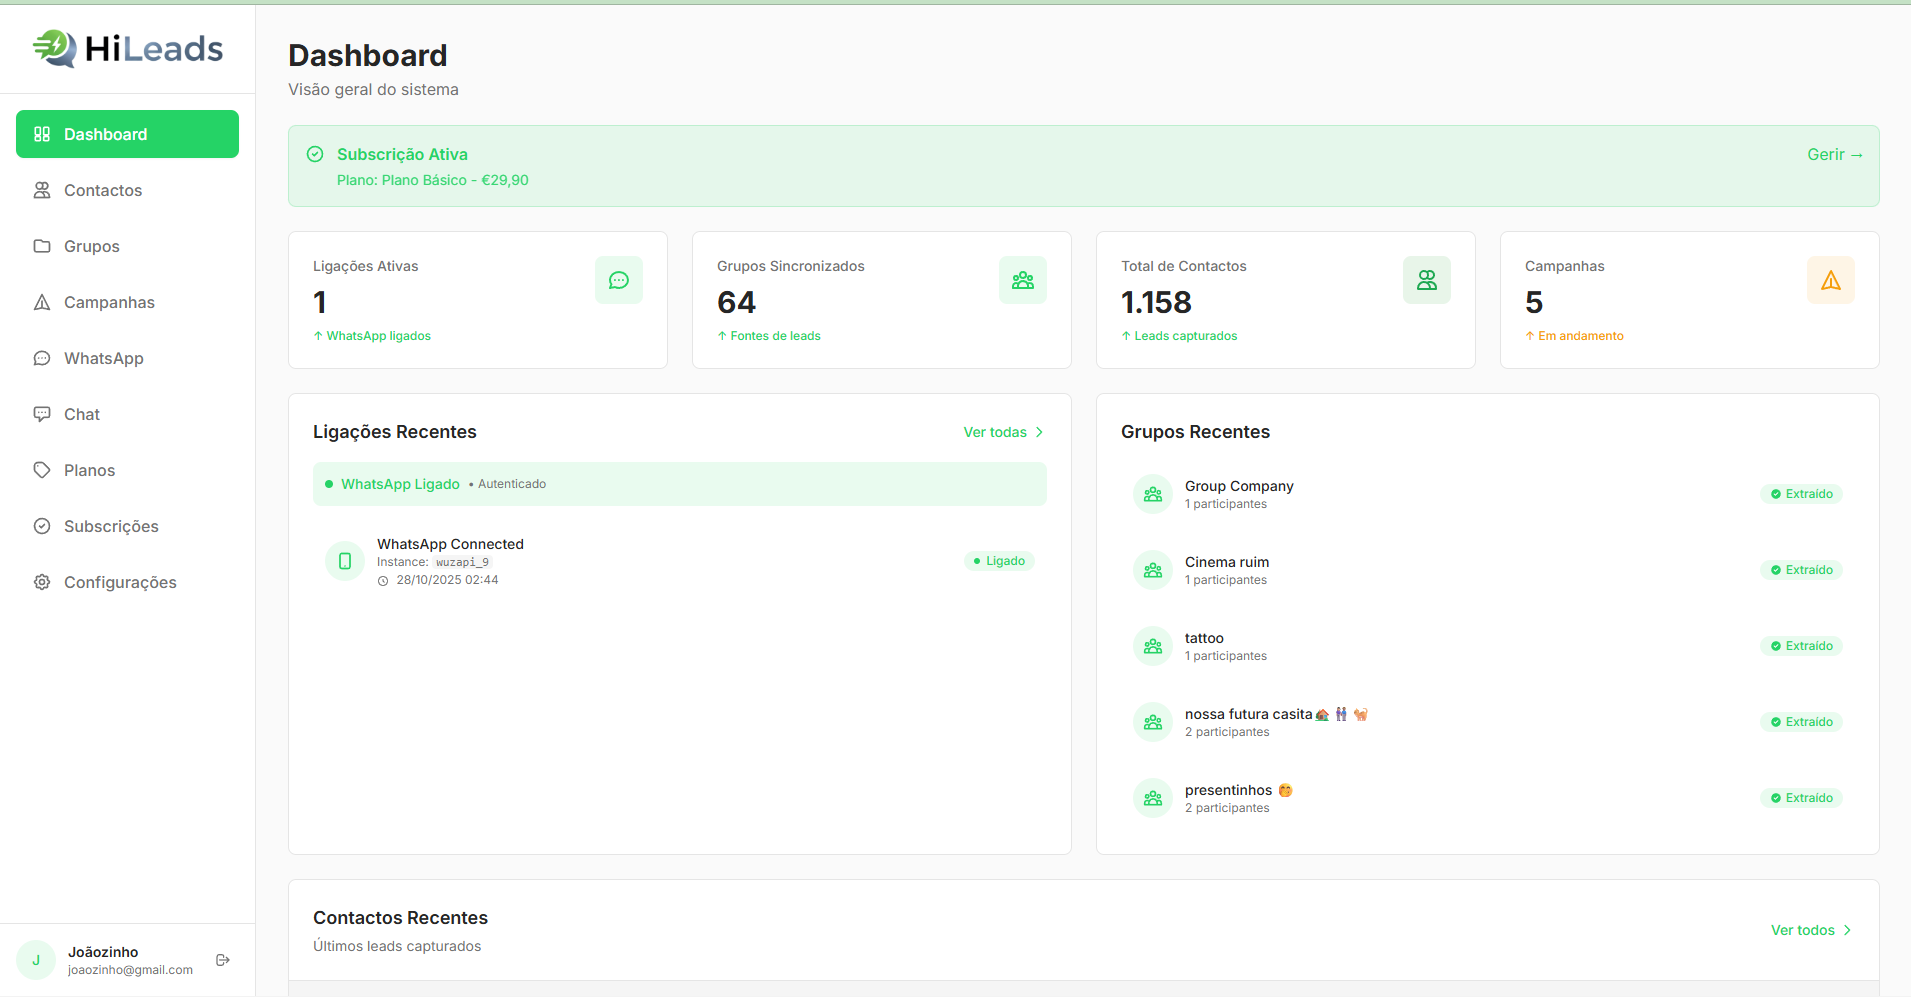 HiLeads
Dashboard
Contactos
Grupos
Campanhas
WhatsApp
Chat
Planos
Subscrições
Configurações
J
Joãozinho
joaozinho@gmail.com
Dashboard
Visão geral do sistema
Subscrição Ativa
Plano: Plano Básico - €29,90
Gerir →
Ligações Ativas
1
↑ WhatsApp ligados
Grupos Sincronizados
64
↑ Fontes de leads
Total de Contactos
1.158
↑ Leads capturados
Campanhas
5
↑ Em andamento
Ligações Recentes
Ver todas
WhatsApp Ligado • Autenticado
WhatsApp Connected
Instance: wuzapi_9
28/10/2025 02:44
Ligado
Grupos Recentes
Group Company
1 participantes
Extraído
Cinema ruim
1 participantes
Extraído
tattoo
1 participantes
Extraído
nossa futura casita
2 participantes
Extraído
presentinhos
2 participantes
Extraído
Contactos Recentes
Últimos leads capturados
Ver todos